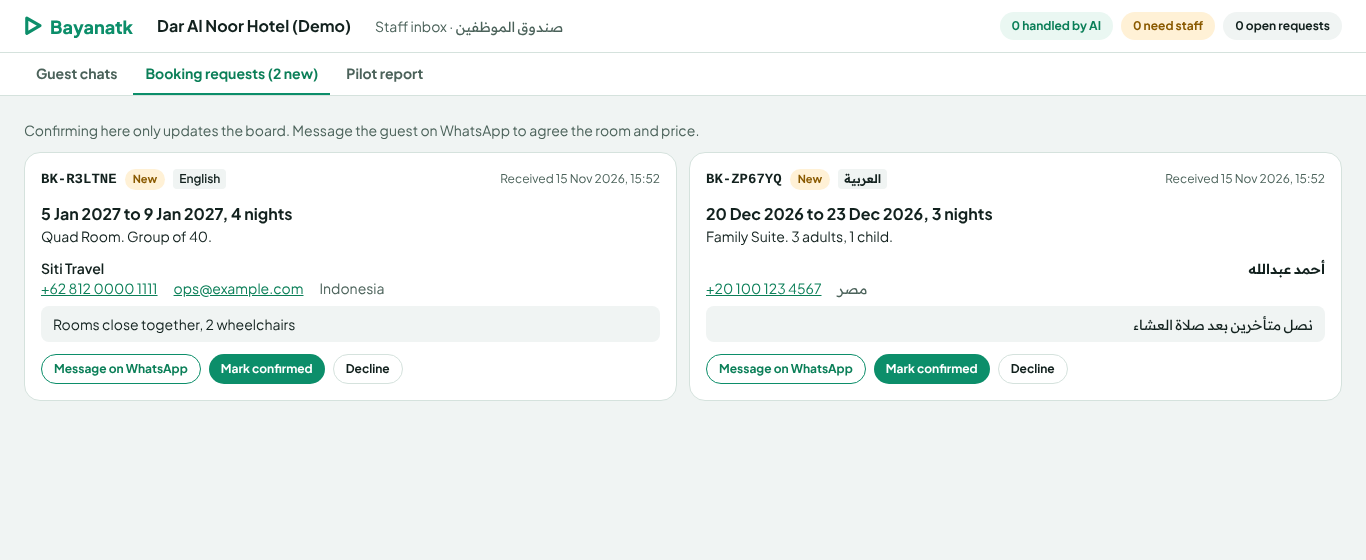 Bayanatk Dar Al Noor Hotel (Demo) Staff inbox · صندوق الموظفين 0 handled by AI 0 need staff 0 open requests
Guest chats Booking requests (2 new) Pilot report
Confirming here only updates the board. Message the guest on WhatsApp to agree the room and price.
BK-R3LTNE New English Received 15 Nov 2026, 15:52
5 Jan 2027 to 9 Jan 2027, 4 nights
Quad Room. Group of 40.
Siti Travel
+62 812 0000 1111 ops@example.com Indonesia
Rooms close together, 2 wheelchairs
Message on WhatsApp Mark confirmed Decline
BK-ZP67YQ New العربية Received 15 Nov 2026, 15:52
20 Dec 2026 to 23 Dec 2026, 3 nights
Family Suite. 3 adults, 1 child.
أحمد عبدالله
+20 100 123 4567 مصر
نصل متأخرين بعد صلاة العشاء
Message on WhatsApp Mark confirmed Decline